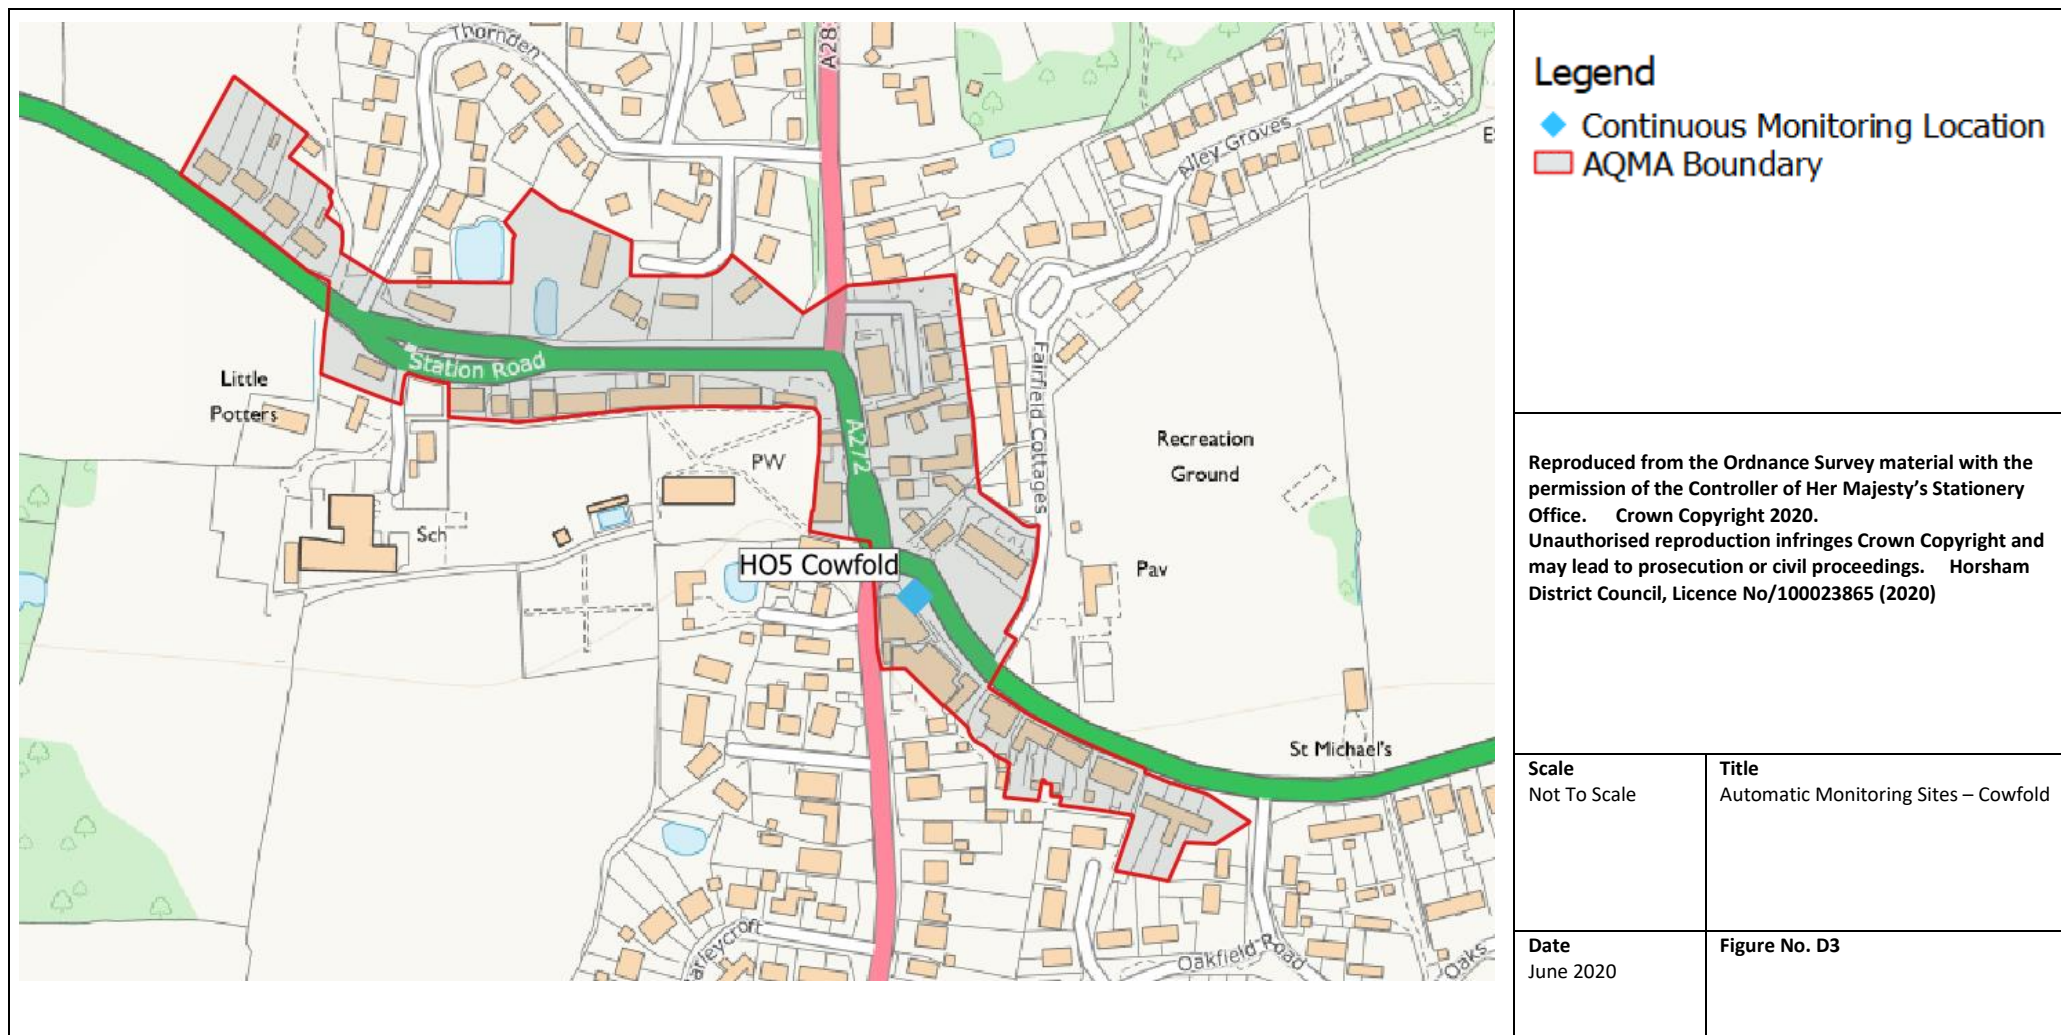 Thornden
A28
Alley Groves
Station Road
Little
Potters
A272
Fairfield Cottages
Recreation
Ground
PW
Sch
HO5 Cowfold
Pav
St Michael's
Oakfield Road
Oaks
Legend
Continuous Monitoring Location
AQMA Boundary
Reproduced from the Ordnance Survey material with the
permission of the Controller of Her Majesty’s Stationery
Office. Crown Copyright 2020.
Unauthorised reproduction infringes Crown Copyright and
may lead to prosecution or civil proceedings. Horsham
District Council, Licence No/100023865 (2020)
Scale
Not To Scale
Title
Automatic Monitoring Sites – Cowfold
Date
June 2020
Figure No. D3